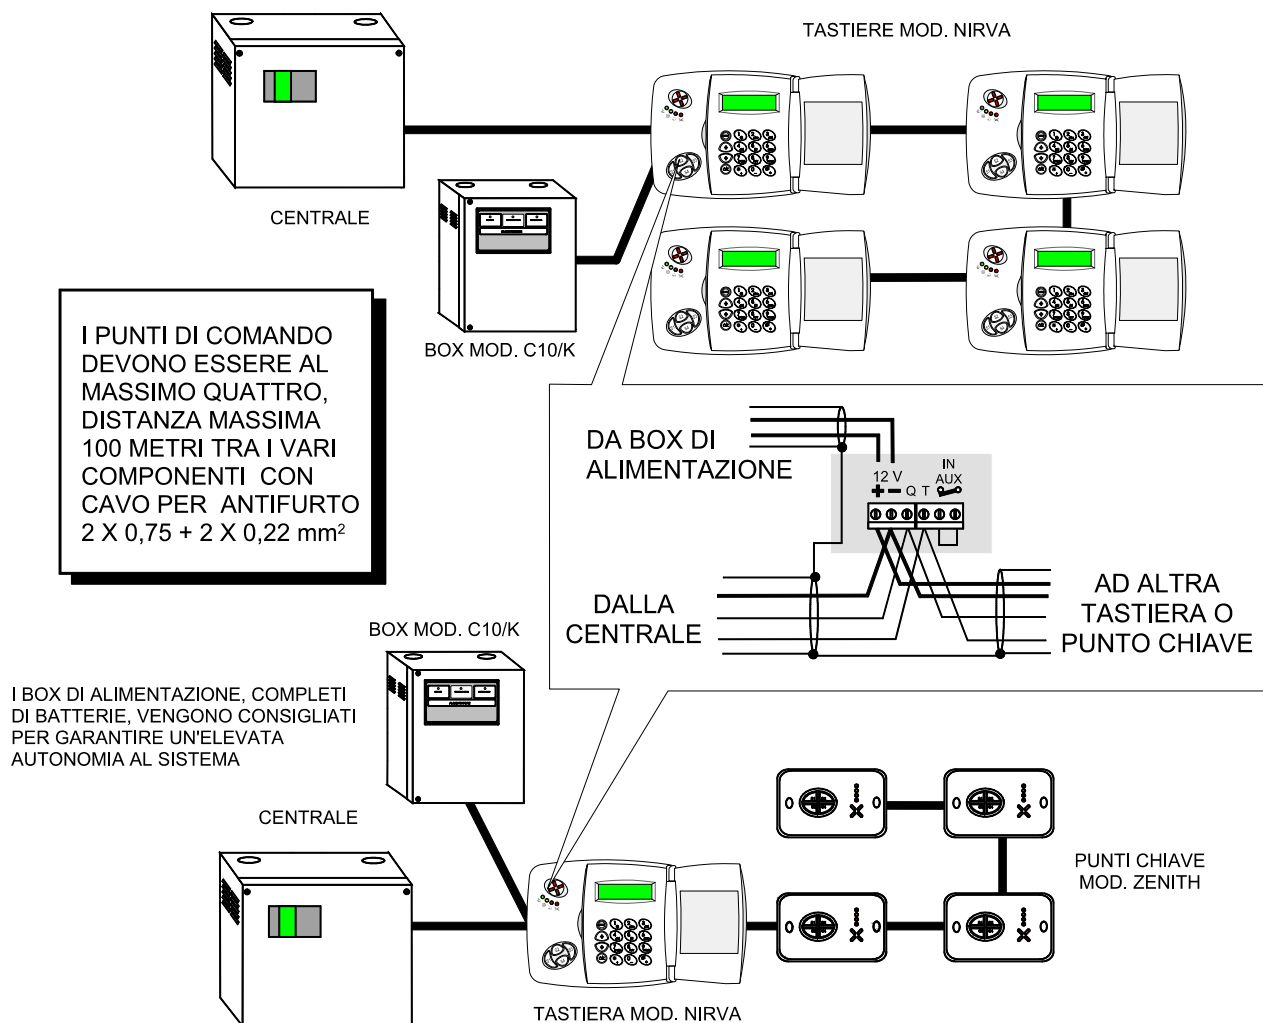 TASTIERE MOD. NIRVA
CENTRALE
BOX MOD. C10/K
I PUNTI DI COMANDO
DEVONO ESSERE AL
MASSIMO QUATTRO,
DISTANZA MASSIMA
100 METRI TRA I VARI
COMPONENTI CON
CAVO PER ANTIFURTO
2 X 0,75 + 2 X 0,22 mm²
DA BOX DI
ALIMENTAZIONE
12 V
IN
AUX
+ - Q T
DALLA
CENTRALE
AD ALTRA
TASTIERA O
PUNTO CHIAVE
BOX MOD. C10/K
I BOX DI ALIMENTAZIONE, COMPLETI
DI BATTERIE, VENGONO CONSIGLIATI
PER GARANTIRE UN'ELEVATA
AUTONOMIA AL SISTEMA
CENTRALE
PUNTI CHIAVE
MOD. ZENITH
TASTIERA MOD. NIRVA